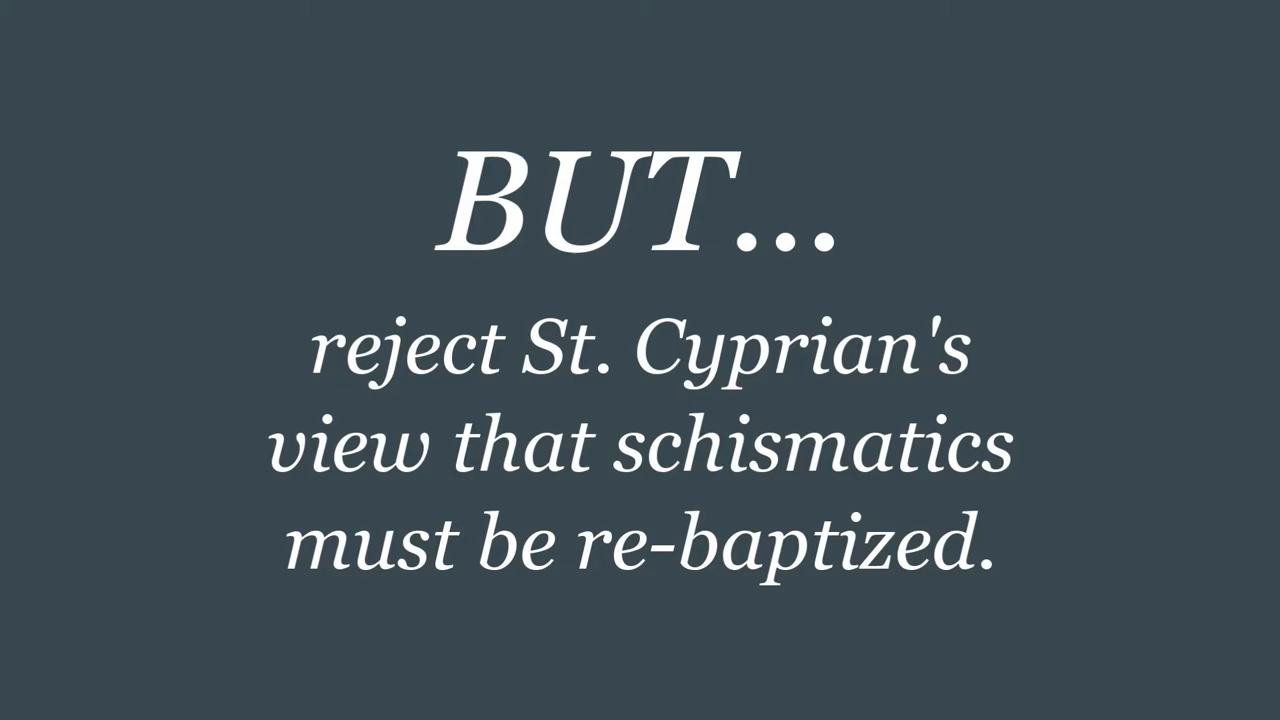 BUT...
reject St. Cyprian's
view that schismatics
must be re-baptized.